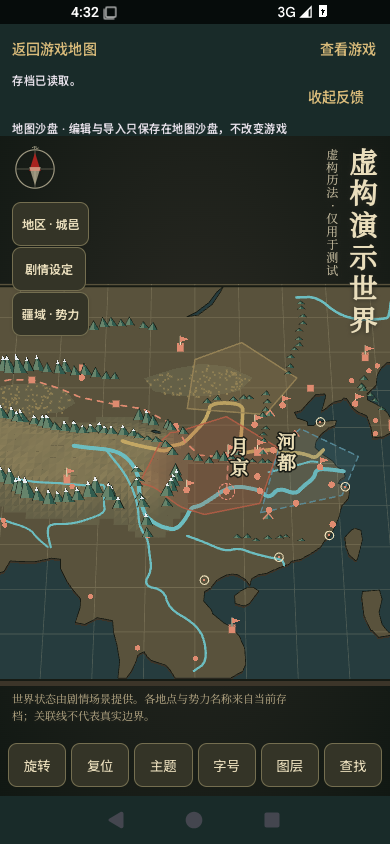 4:32
3G
返回游戏地图
查看游戏
存档已读取。
收起反馈
地图沙盘 · 编辑与导入只保存在地图沙盘，不改变游戏
虚构演示世界
虚构历法 · 仅用于测试
地区 · 城邑
剧情设定
疆域 · 势力
月京
河都
世界状态由剧情场景提供。各地点与势力名称来自当前存
档；关联线不代表真实边界。
旋转
复位
主题
字号
图层
查找